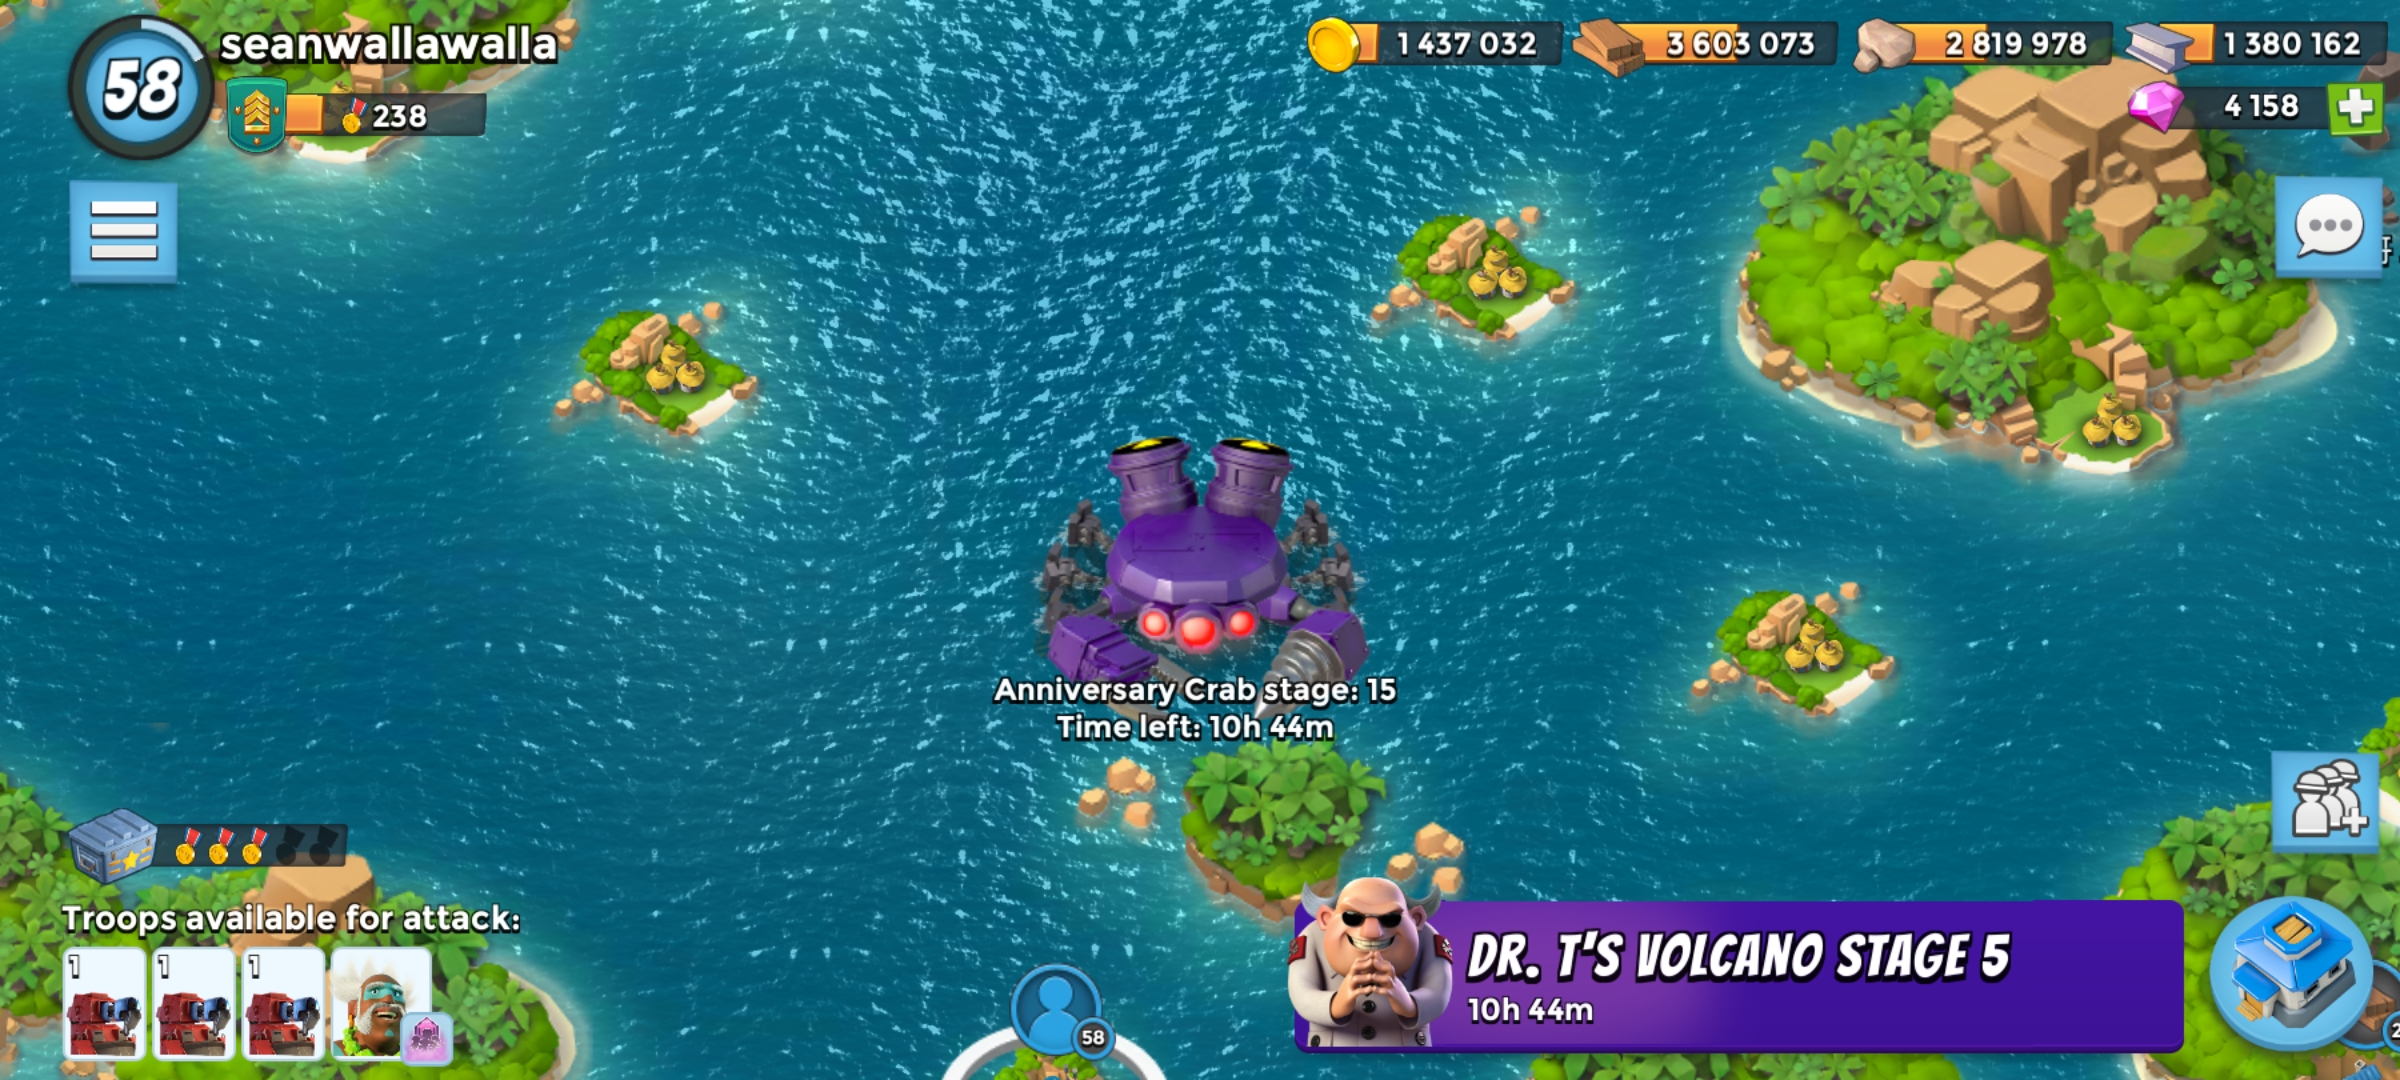 58
seanwallawalla
238
1 437 032
3 603 073
2 819 978
1 380 162
4 158
Anniversary Crab stage: 15
Time left: 10h 44m
Troops available for attack:
1
1
1
58
DR. T'S VOLCANO STAGE 5
10h 44m